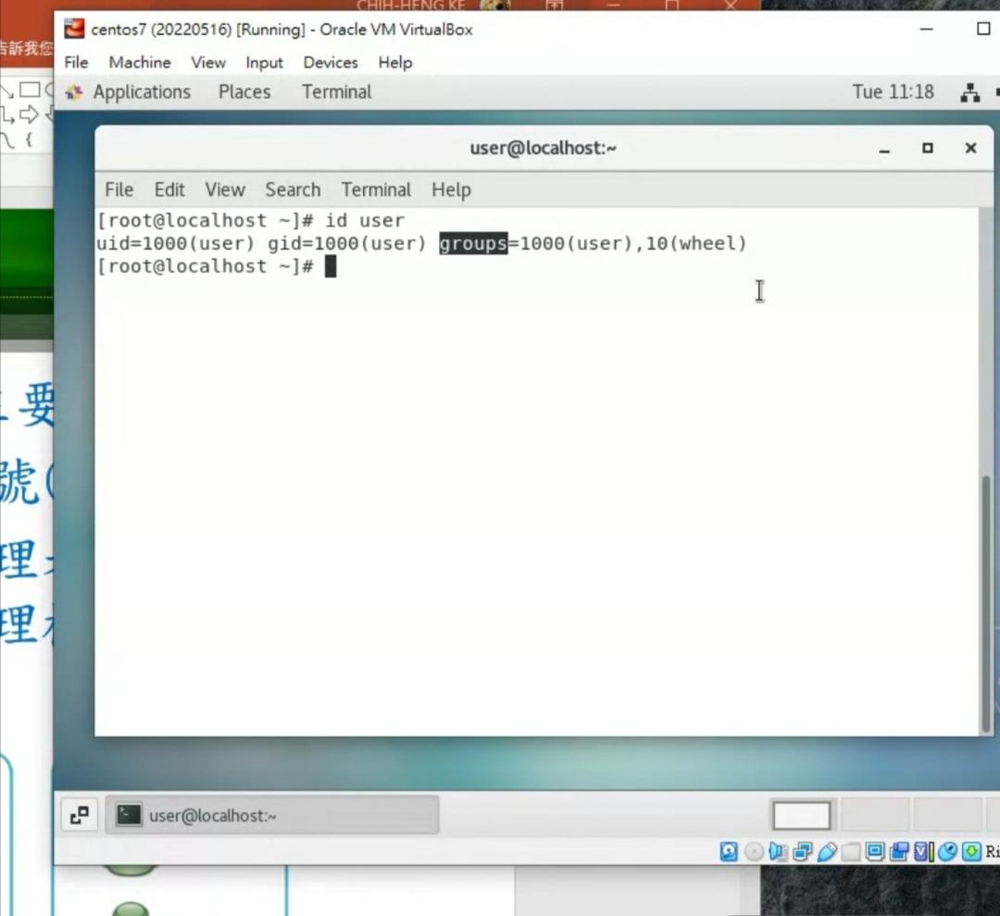 CHIH-HENG KE
告訴我您
centos7 (20220516) [Running] - Oracle VM VirtualBox
File Machine View Input Devices Help
Applications Places Terminal Tue 11:18
user@localhost:~
File Edit View Search Terminal Help
[root@localhost ~]# id user
uid=1000(user) gid=1000(user) groups=1000(user),10(wheel)
[root@localhost ~]#
要
號(
理
理
user@localhost:~
Ri